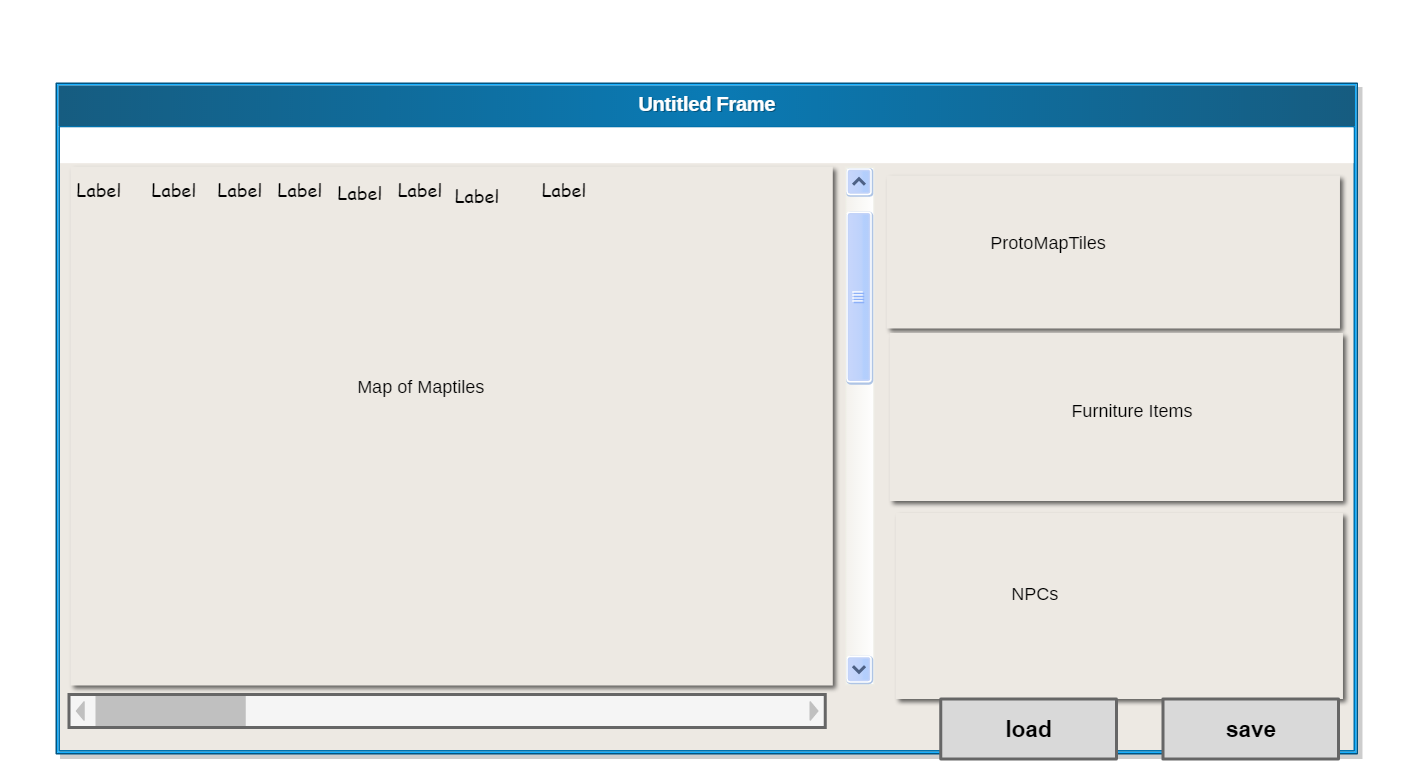 Untitled Frame
Label Label Label Label Label Label Label Label
Map of Maptiles
ProtoMapTiles
Furniture Items
NPCs
load save